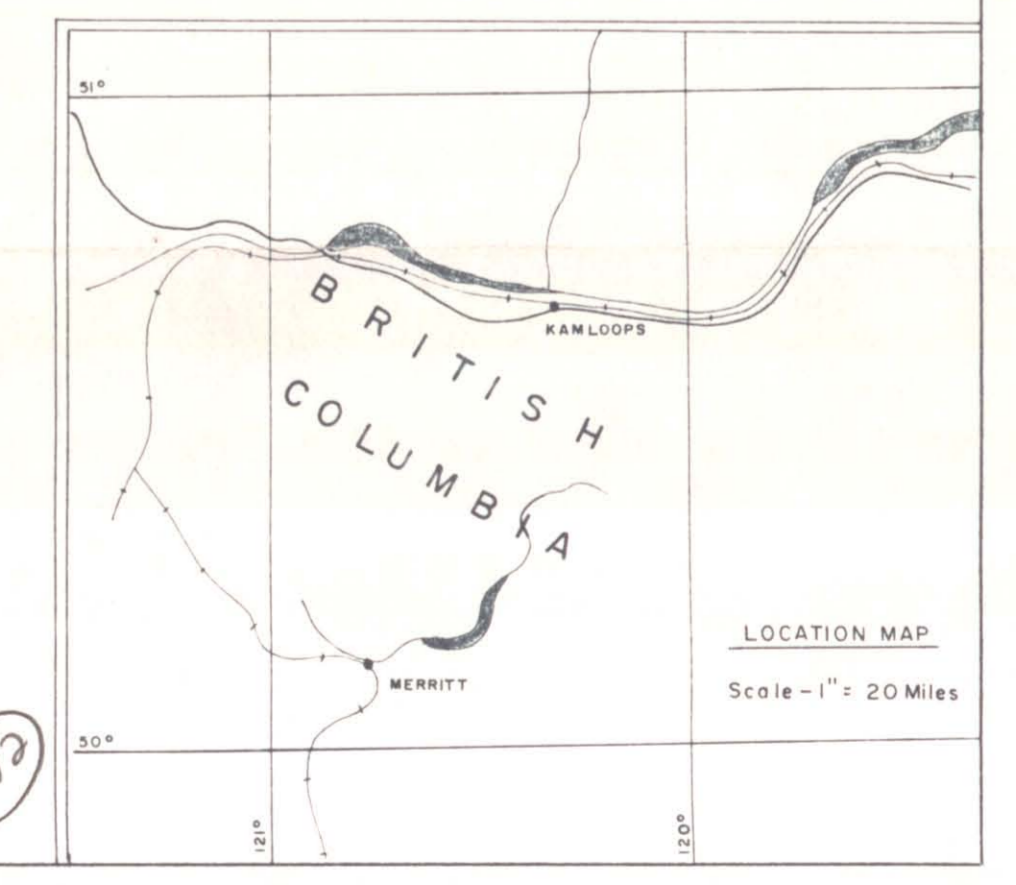 51°
BRITISH
KAMLOOPS
COLUMBIA
LOCATION MAP
Scale - 1" = 20 Miles
MERRITT
50°
121°
120°